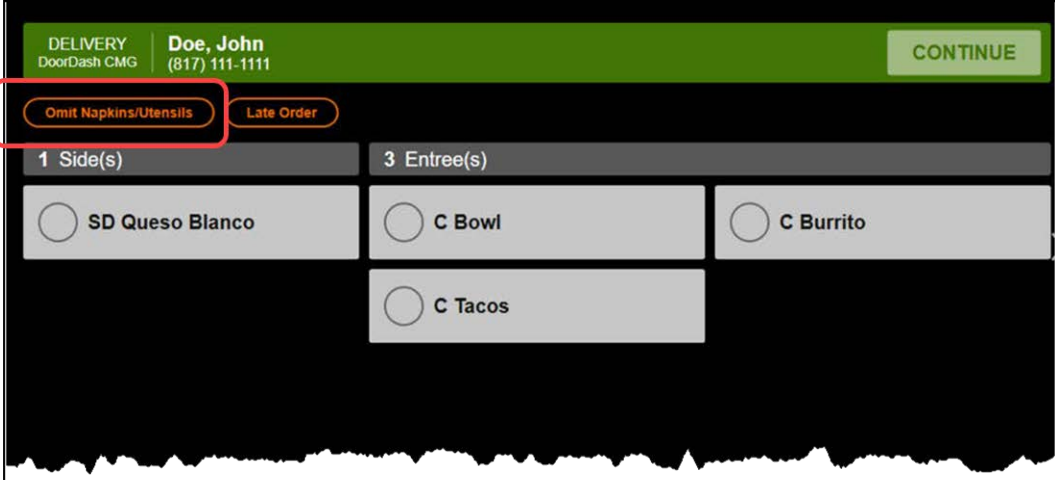 DELIVERY
DoorDash CMG
Doe, John
(817) 111-1111
CONTINUE
Omit Napkins/Utensils
Late Order
1 Side(s)
3 Entree(s)
SD Queso Blanco
C Bowl
C Burrito
C Tacos